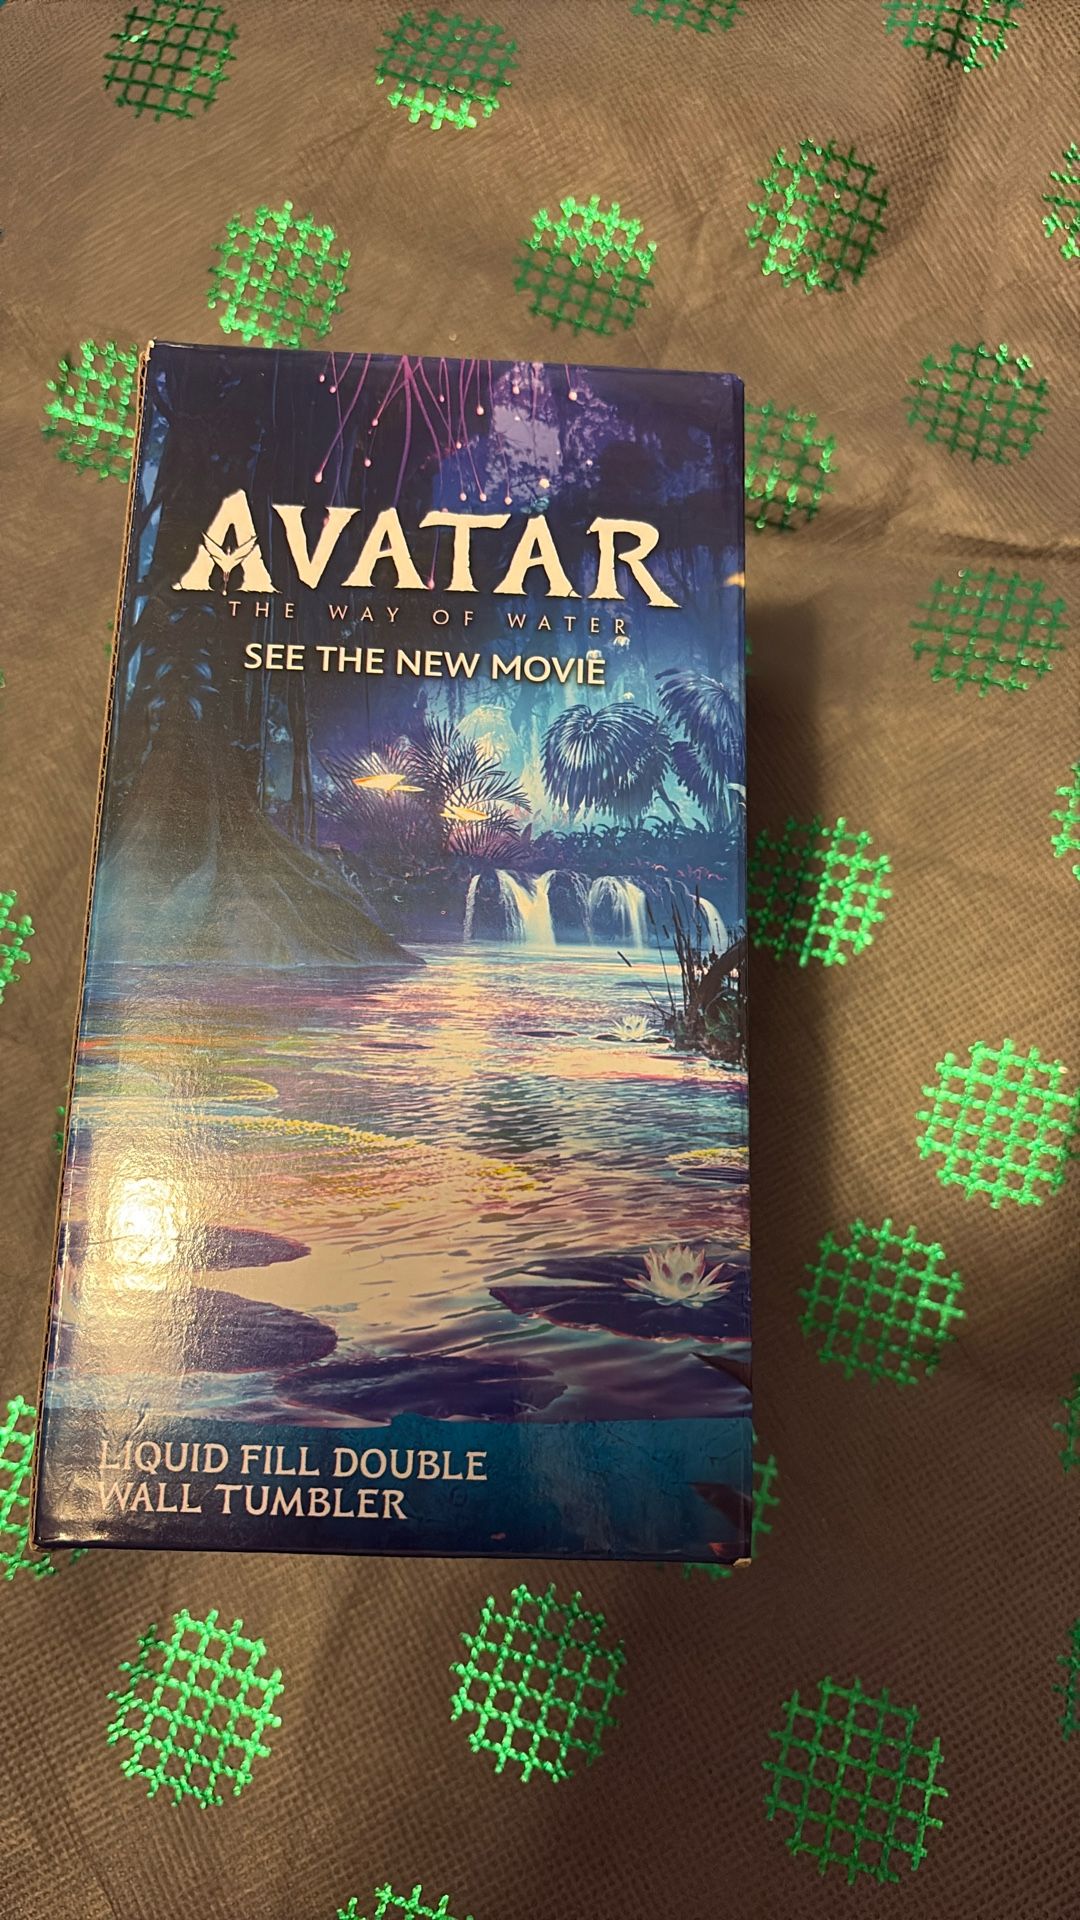 AVATAR
THE WAY OF WATER
SEE THE NEW MOVIE
LIQUID FILL DOUBLE
WALL TUMBLER